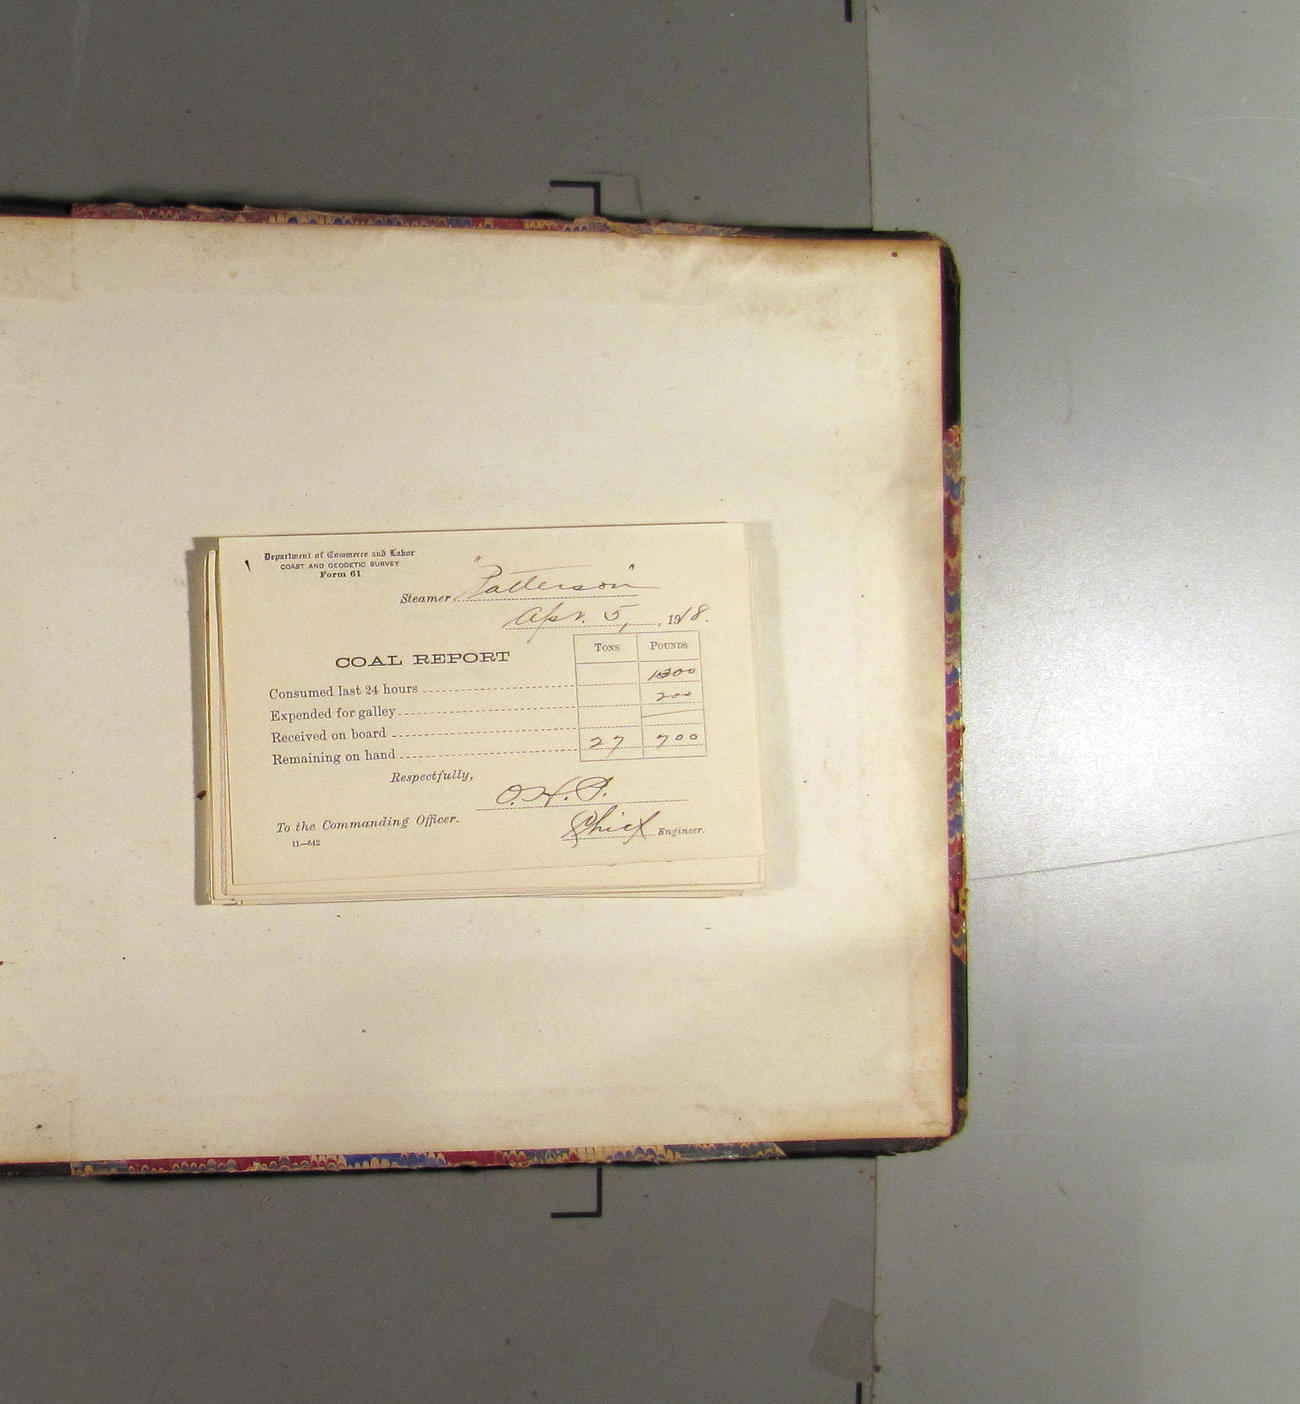 Department of Commerce and Labor
COAST AND GEODETIC SURVEY
Form 61
Steamer "Patterson"
Apr. 5, , 1918.
COAL REPORT
Tons Pounds
Consumed last 24 hours 1300
Expended for galley 200
Received on board
Remaining on hand 27 700
Respectfully,
O.H.P.
To the Commanding Officer. Chief Engineer.
11—642